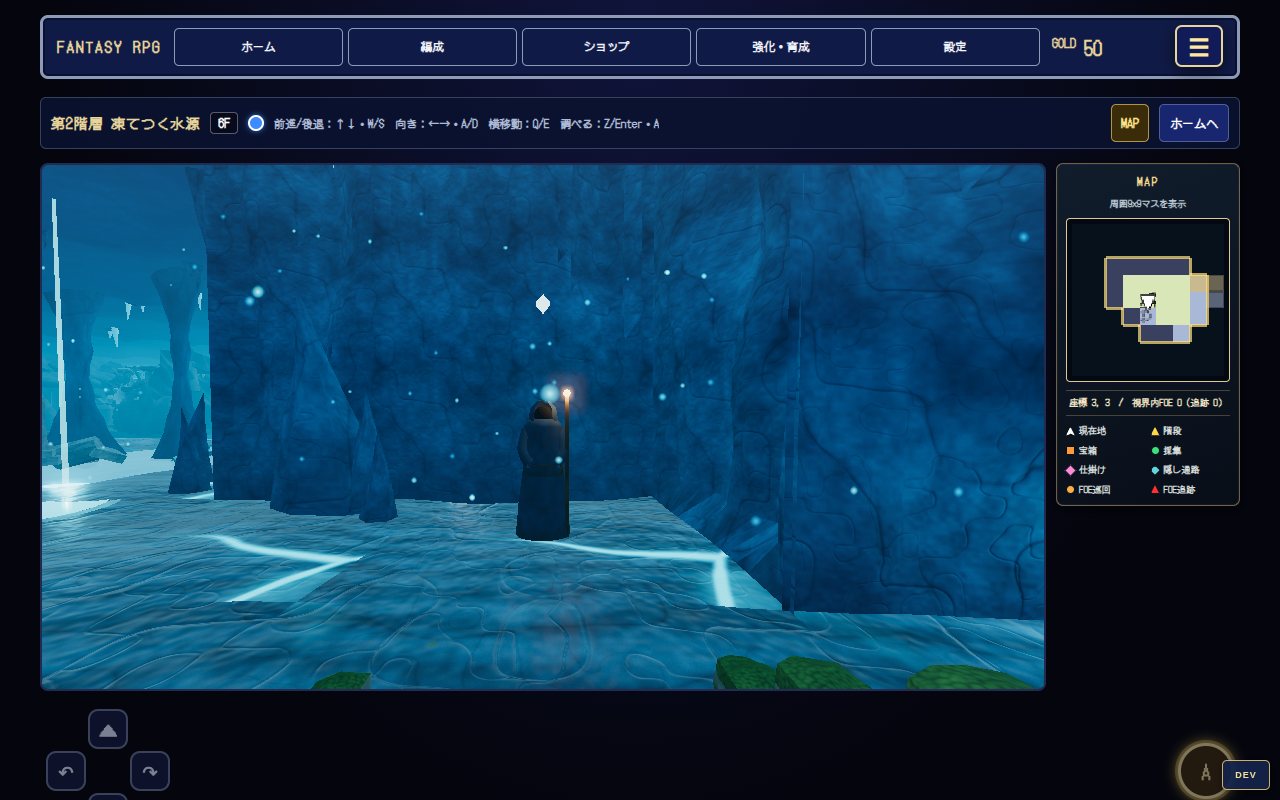 FANTASY RPG
ホーム
編成
ショップ
強化・育成
設定
GOLD 50
第2階層 凍てつく水源
6F
前進/後退：↑↓・W/S 向き：←→・A/D 横移動：Q/E 調べる：Z/Enter・A
MAP
ホームへ
MAP
周囲9x9マスを表示
座標 3, 3 / 視界内FOE 0（追跡 0）
現在地
階段
宝箱
採集
仕掛け
隠し通路
FOE巡回
FOE追跡
A
DEV